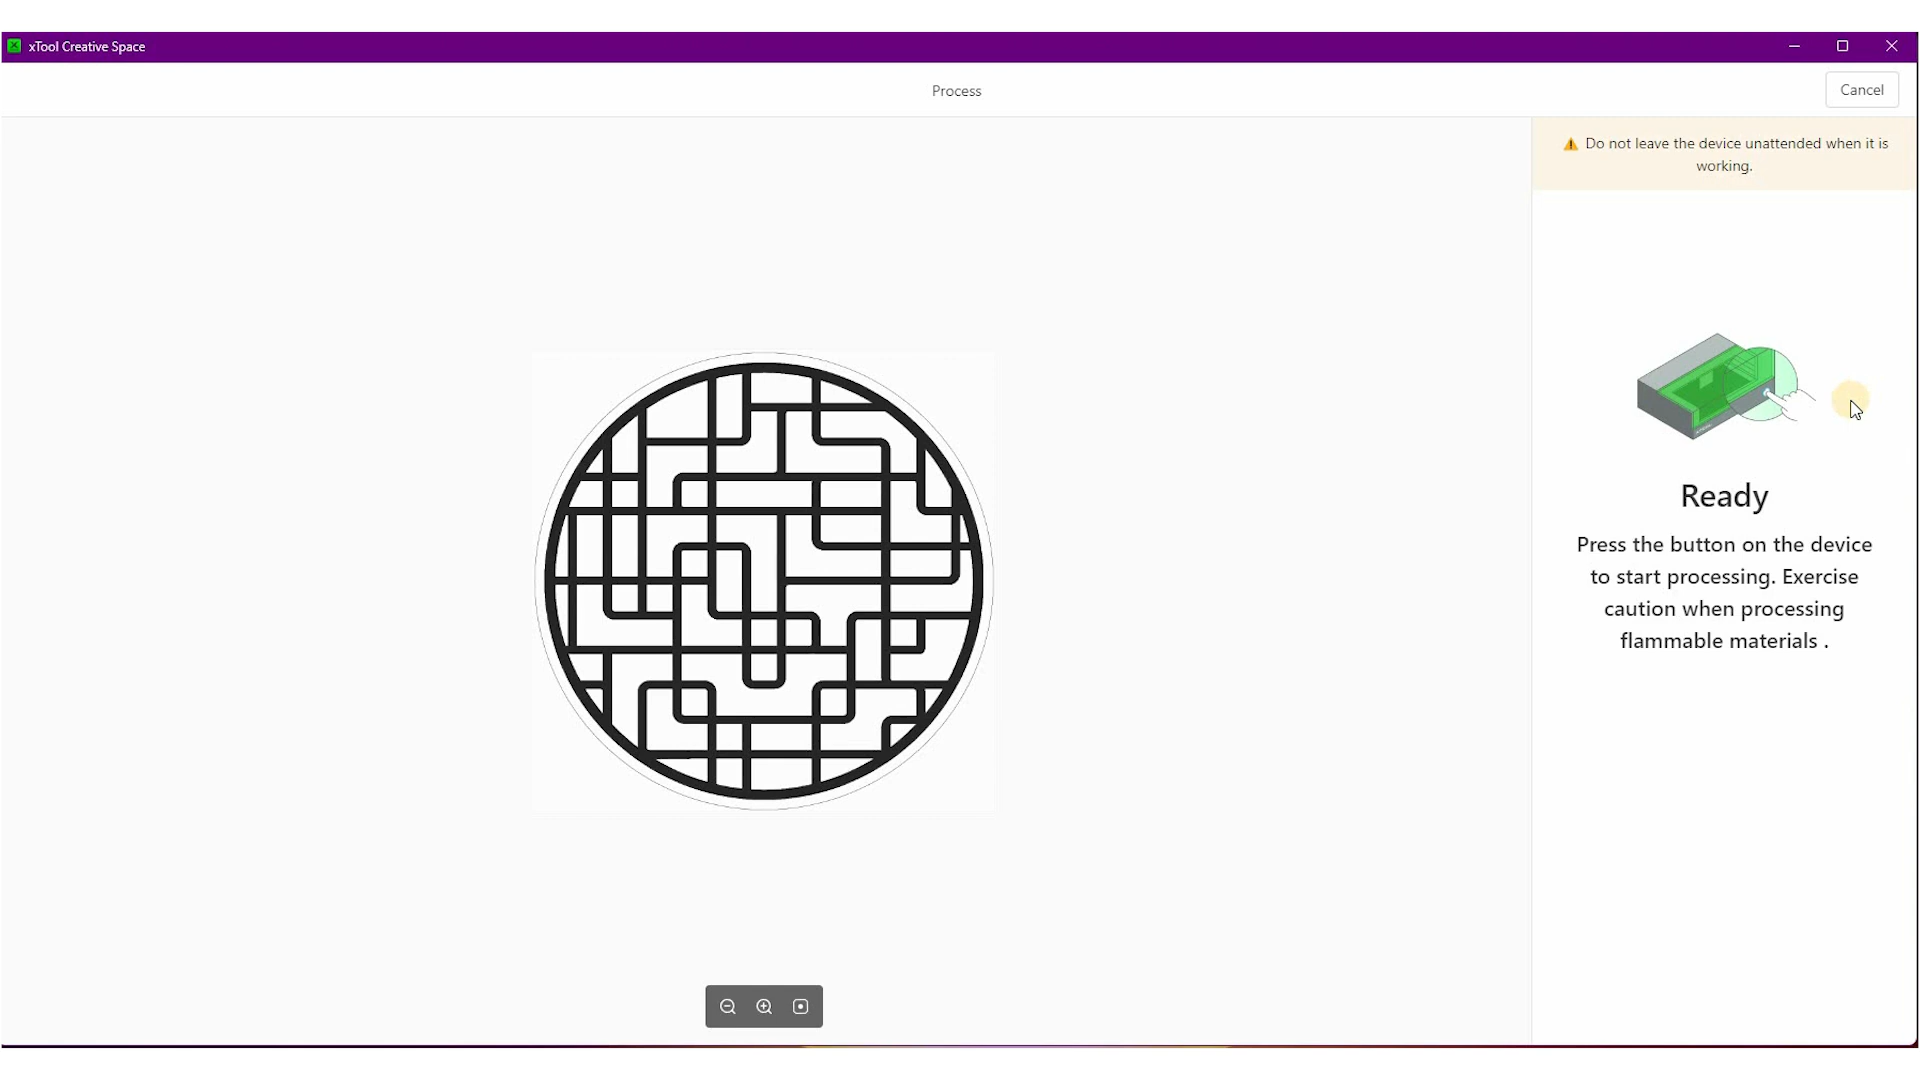 xTool Creative Space
Process
Cancel
Do not leave the device unattended when it is
working.
Ready
Press the button on the device
to start processing. Exercise
caution when processing
flammable materials .